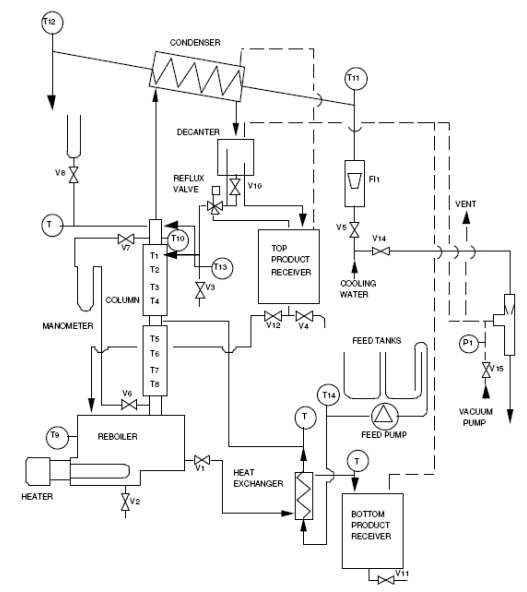 T12
CONDENSER
T11
DECANTER
REFLUX
VALVE
V10
FI1
V8
VENT
V5
V14
T
T10
V7
T1
T2
T3
T4
T13
V3
TOP
PRODUCT
RECEIVER
COOLING
WATER
COLUMN
MANOMETER
V12
V4
P1
T5
T6
T7
T8
FEED TANKS
V15
VACUUM
PUMP
V6
T14
T
FEED PUMP
T9
REBOILER
V1
T
HEAT
EXCHANGER
HEATER
V2
BOTTOM
PRODUCT
RECEIVER
V11